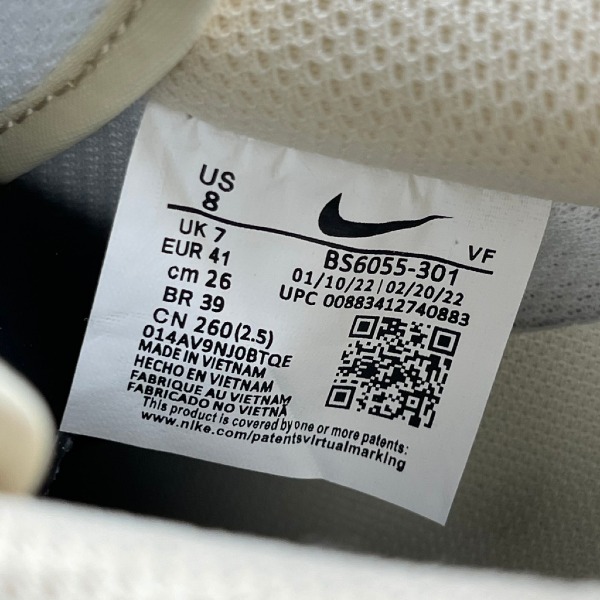 US
8
VF
UK 7
EUR 41
cm 26
BR 39
CN 260(2.5)
BS6055-301
01/10/22|02/20/22
UPC 00883412740883
014AV9NJ0BTQE
MADE IN VIETNAM
HECHO EN VIETNAM
FABRIQUE AU VIETNAM
FABRICADO NO VIETNÃ
This product is covered by one or more patents:
www.nike.com/patentsvirtualmarking